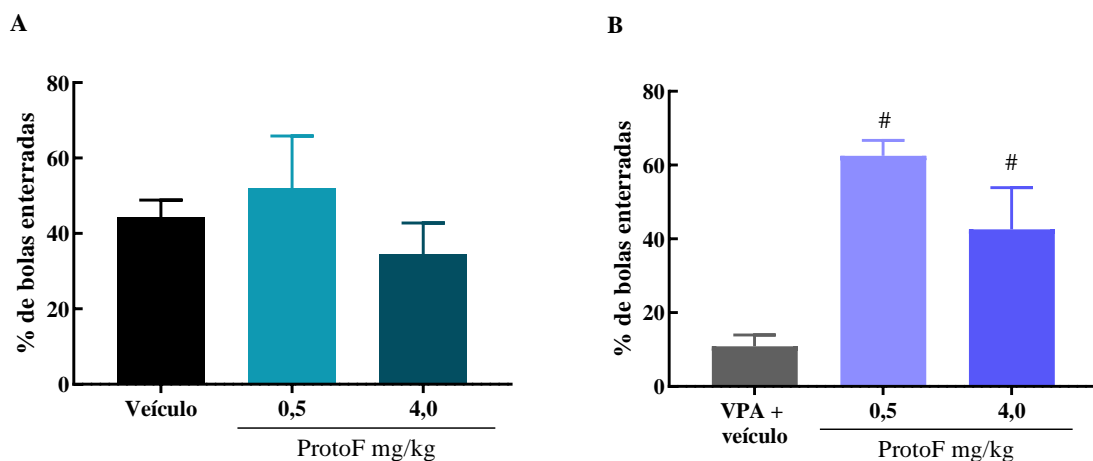 A
% de bolas enterradas
80
60
40
20
0
Veículo
0,5
4,0
ProtoF mg/kg
B
% de bolas enterradas
80
60
40
20
0
#
#
VPA +
veículo
0,5
4,0
ProtoF mg/kg